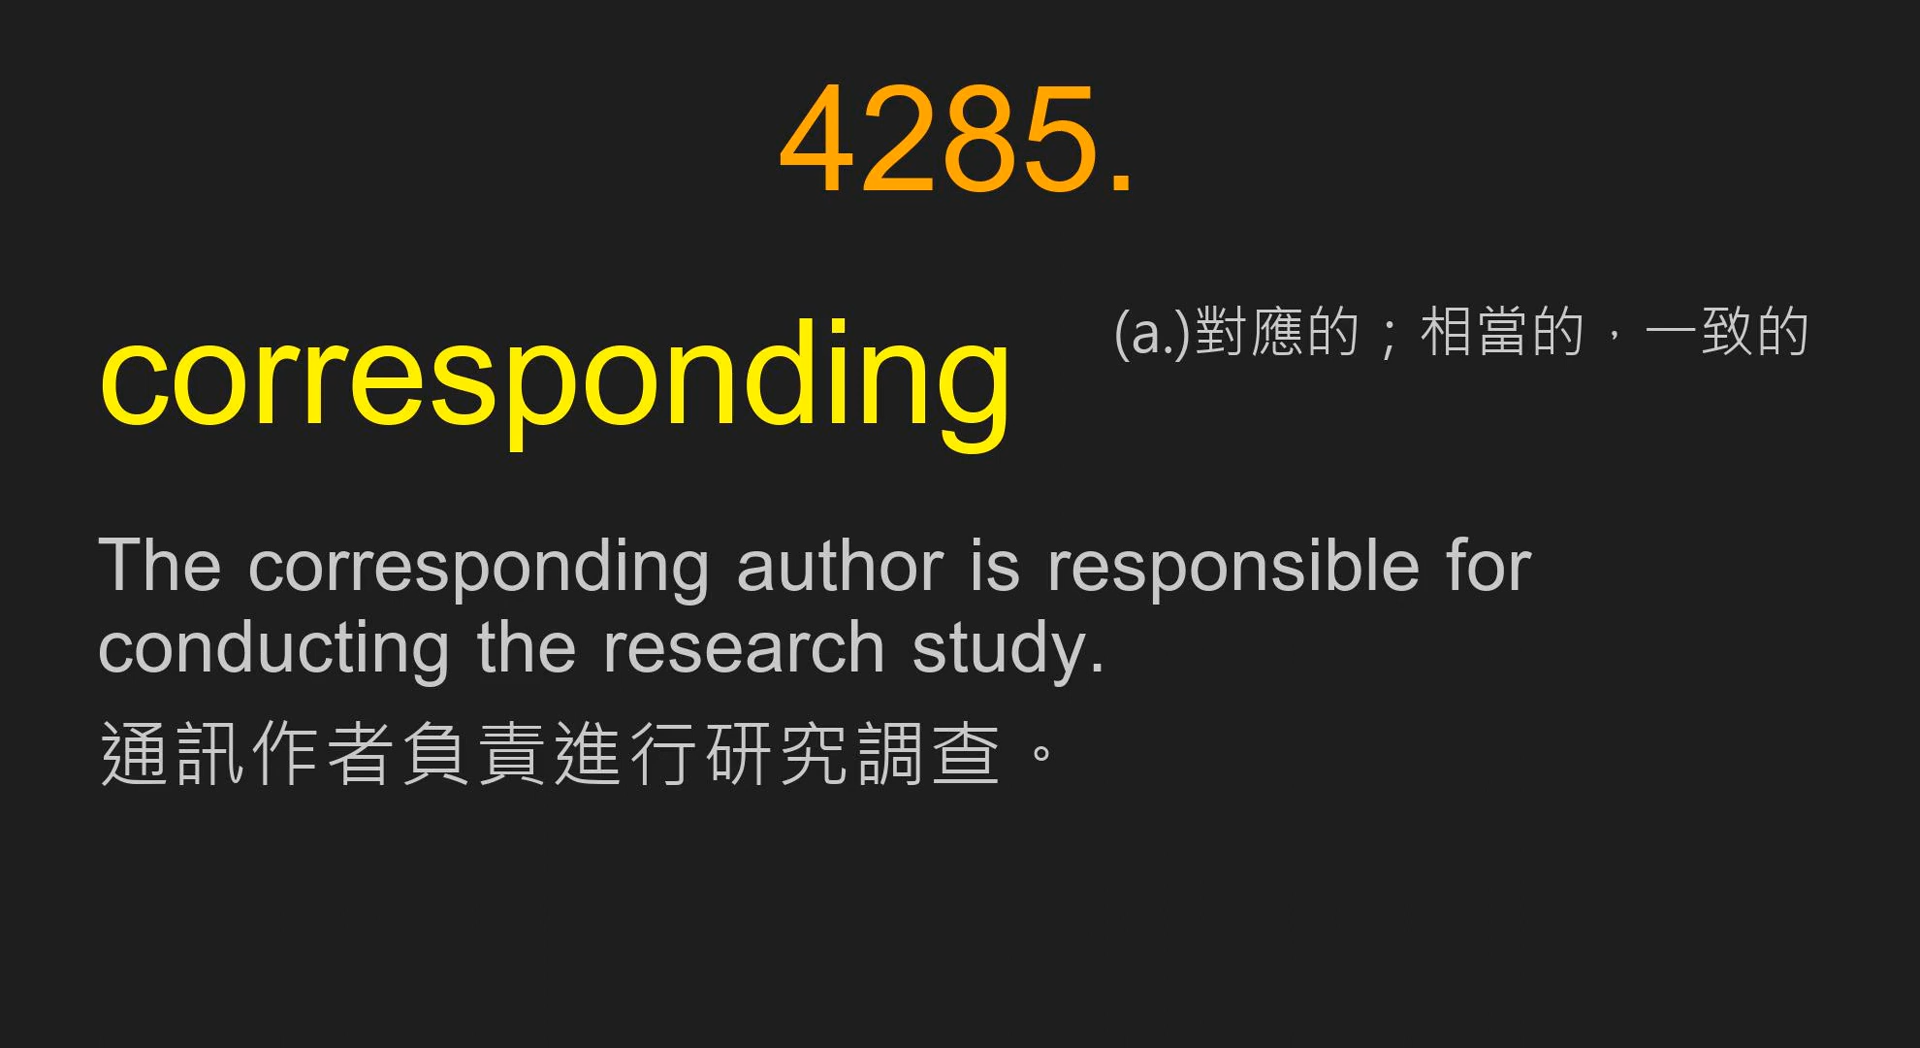 4285.
corresponding
(a.)對應的；相當的，一致的
The corresponding author is responsible for
conducting the research study.
通訊作者負責進行研究調查。